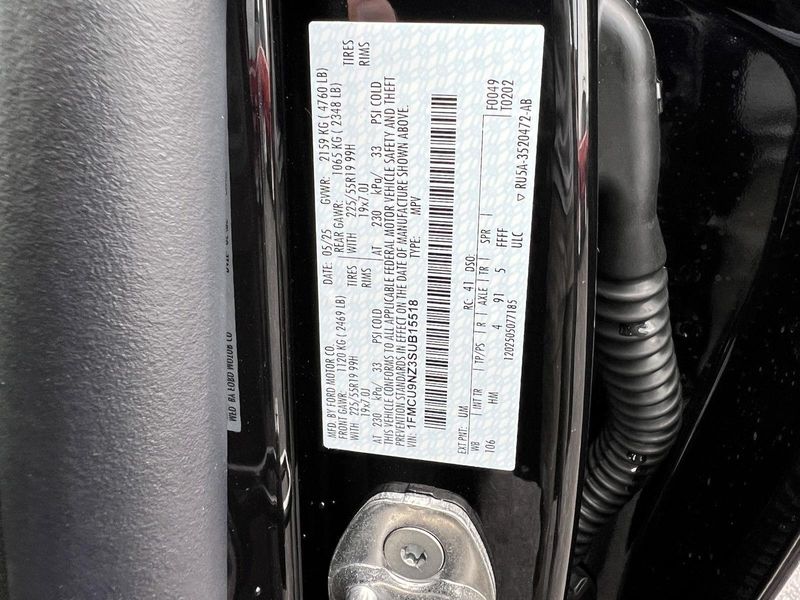 MFD. BY FORD MOTOR CO.
DATE: 05/25 GVWR: 2159 KG ( 4760 LB)
FRONT GAWR: 1120 KG ( 2469 LB) REAR GAWR: 1065 KG ( 2348 LB)
WITH 225/55R19 99H TIRES WITH 225/55R19 99H TIRES
19x7.0J RIMS 19x7.0J RIMS
AT 230 kPa/ 33 PSI COLD AT 230 kPa/ 33 PSI COLD
THIS VEHICLE CONFORMS TO ALL APPLICABLE FEDERAL MOTOR VEHICLE SAFETY AND THEFT
PREVENTION STANDARDS IN EFFECT ON THE DATE OF MANUFACTURE SHOWN ABOVE.
VIN: 1FMCU9NZ3SUB15518 TYPE: MPV
F0049
T0202
EXT PNT: UM RC: 41 DSO:
WB INT TR TP/PS R AXLE TR SPR
106 HM 4 91 5 FFFF
1202505077185 ULC
▽ RU5A-3520472-AB